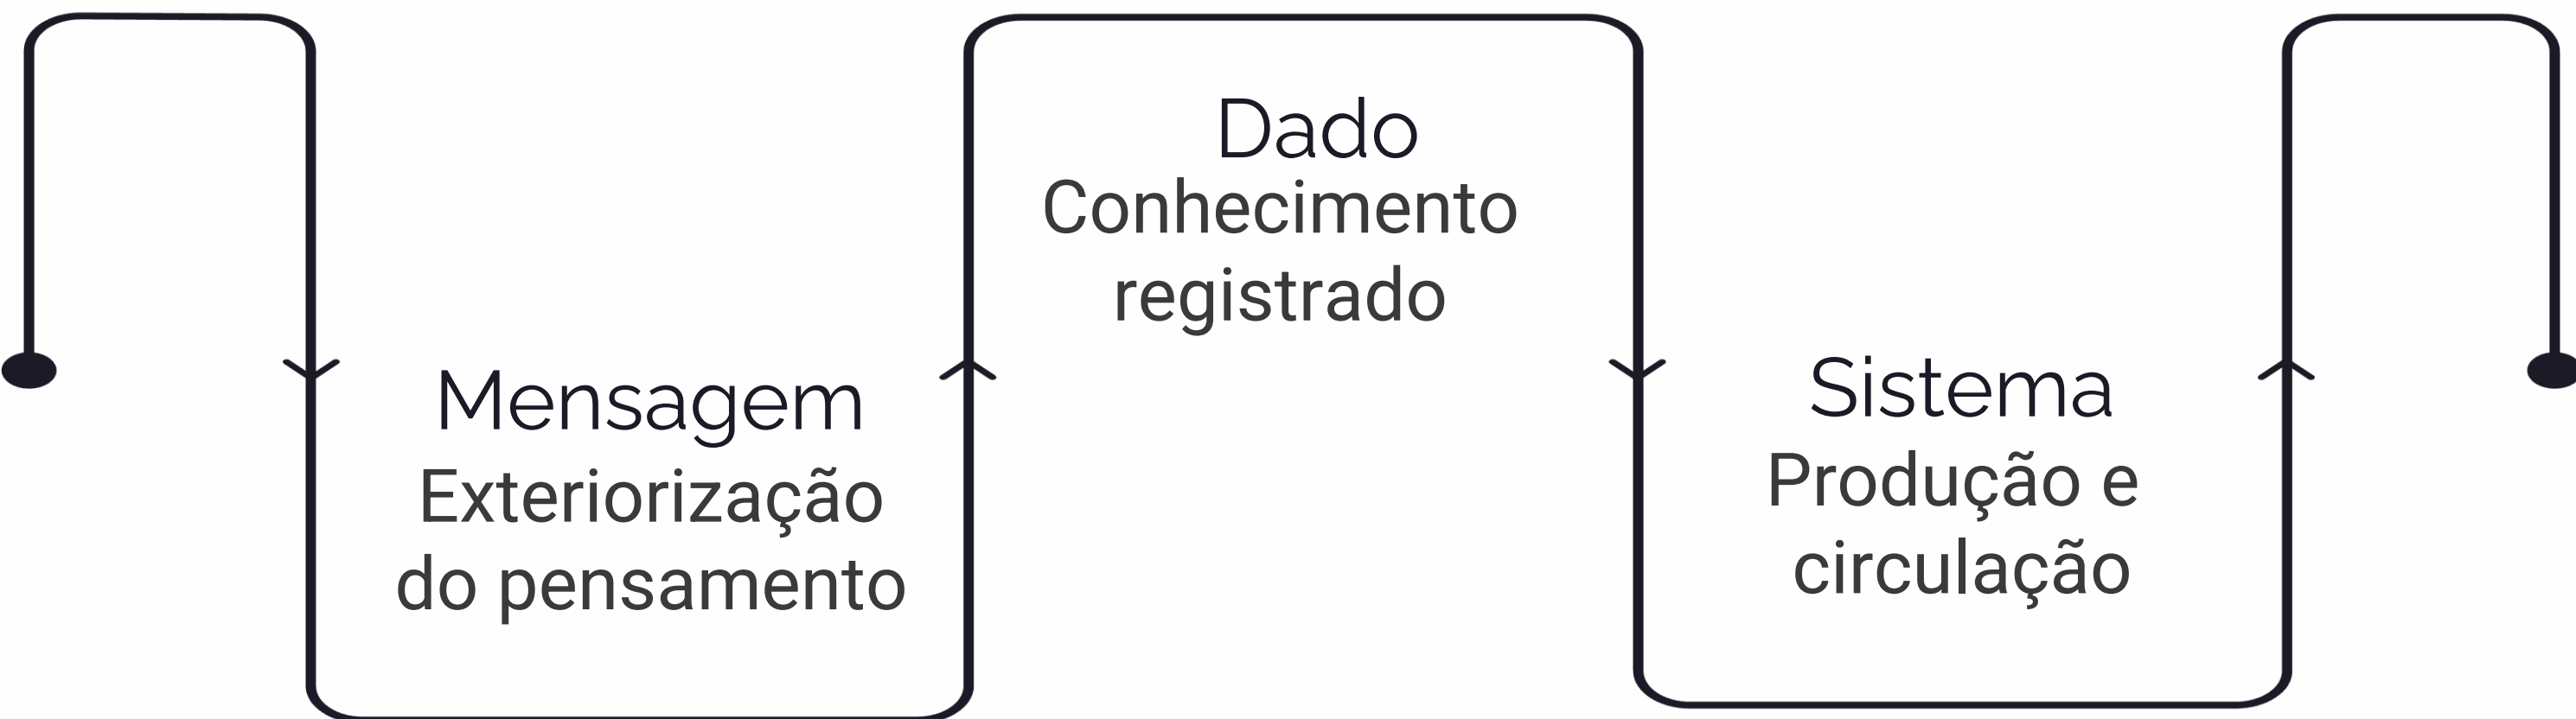 Mensagem
Exteriorização
do pensamento
Dado
Conhecimento
registrado
Sistema
Produção e
circulação